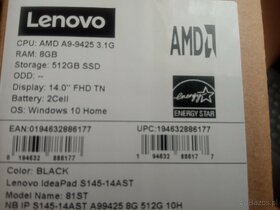 Lenovo
CPU: AMD A9-9425 3.1G
RAM: 8GB
Storage: 512GB SSD
ODD: --
Display: 14.0" FHD TN
Battery: 2Cell
OS: Windows 10 Home
AMD
energy
ENERGY STAR
EAN:0194632886177
UPC:194632886177
0 194632 886177
1 94632 88617 7
Color: BLACK
Lenovo IdeaPad S145-14AST
Model Name: 81ST
NB IP S145-14AST A99425 8G 512G 10H